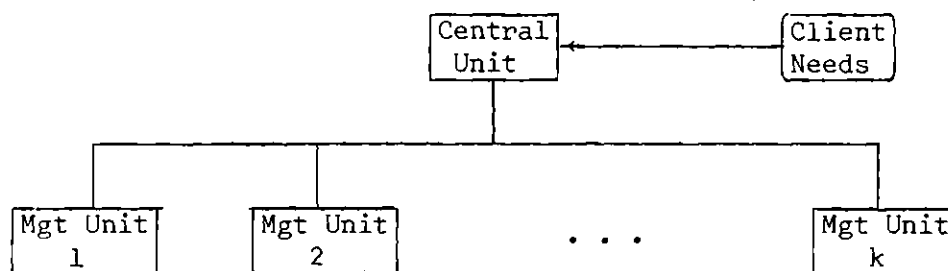 Central
Unit
Client
Needs
Mgt Unit
1
Mgt Unit
2
. . .
Mgt Unit
k